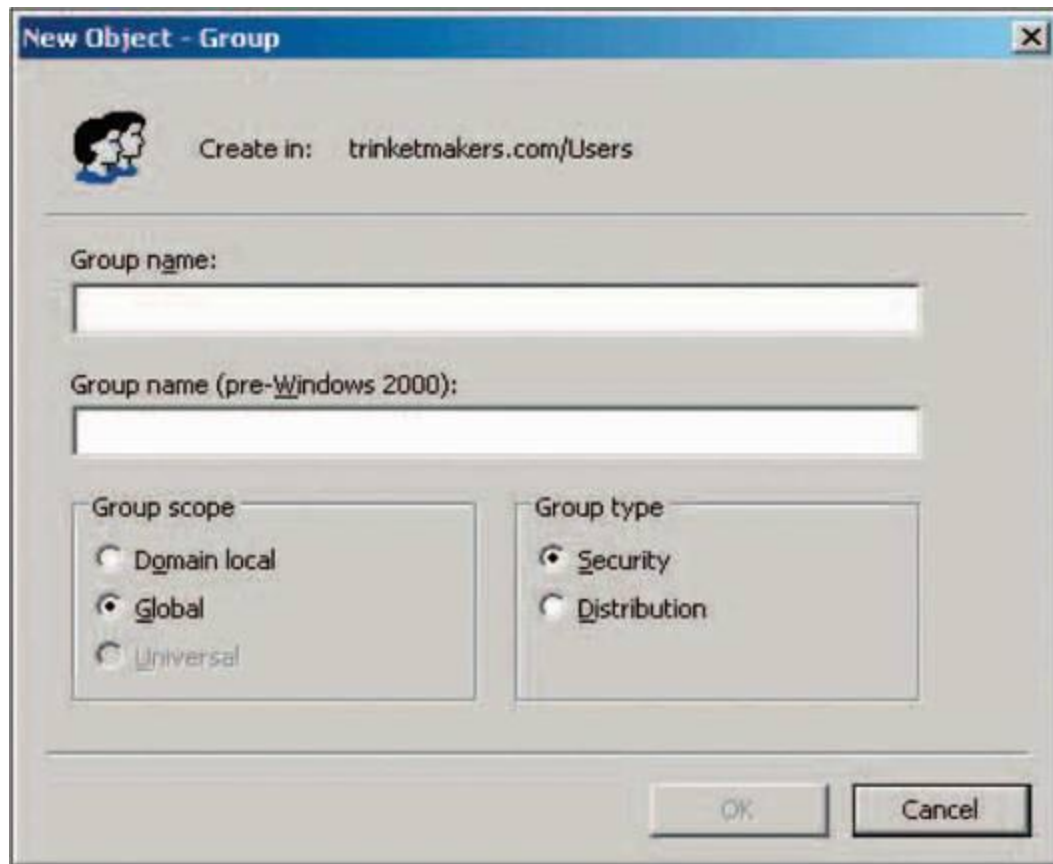 New Object - Group
Create in: trinketmakers.com/Users
Group name:
Group name (pre-Windows 2000):
Group scope
Domain local
Global
Universal
Group type
Security
Distribution
OK
Cancel